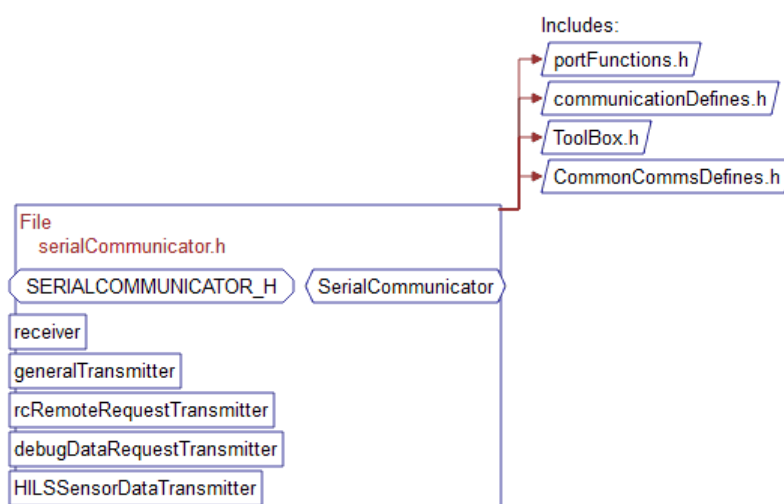 Includes:
portFunctions.h
communicationDefines.h
ToolBox.h
CommonCommsDefines.h
File
serialCommunicator.h
SERIALCOMMUNICATOR_H SerialCommunicator
receiver
generalTransmitter
rcRemoteRequestTransmitter
debugDataRequestTransmitter
HILSSensorDataTransmitter